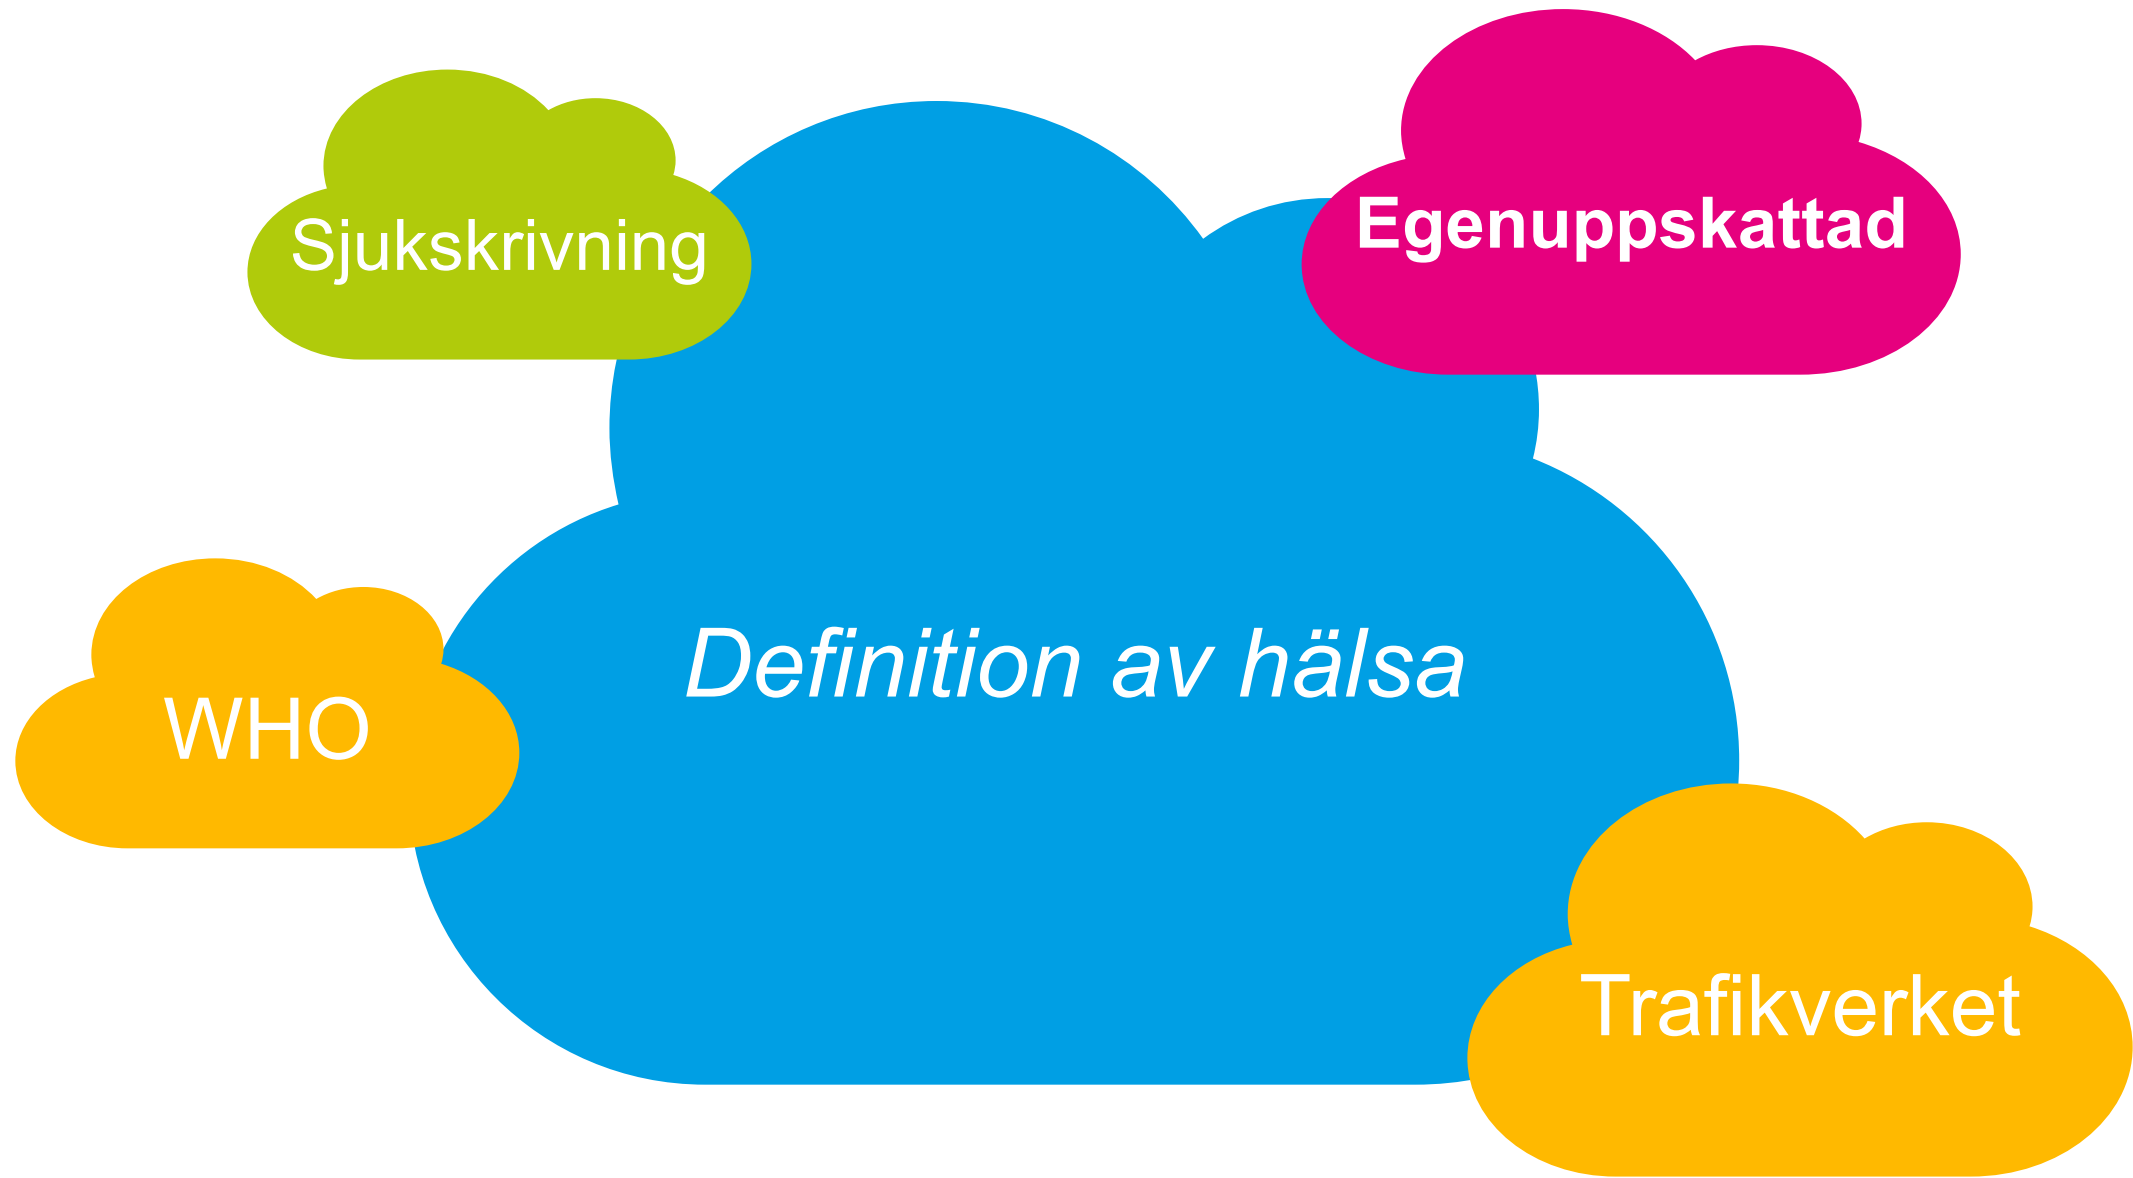 Sjukskrivning
Egenuppskattad
Definition av hälsa
WHO
Trafikverket